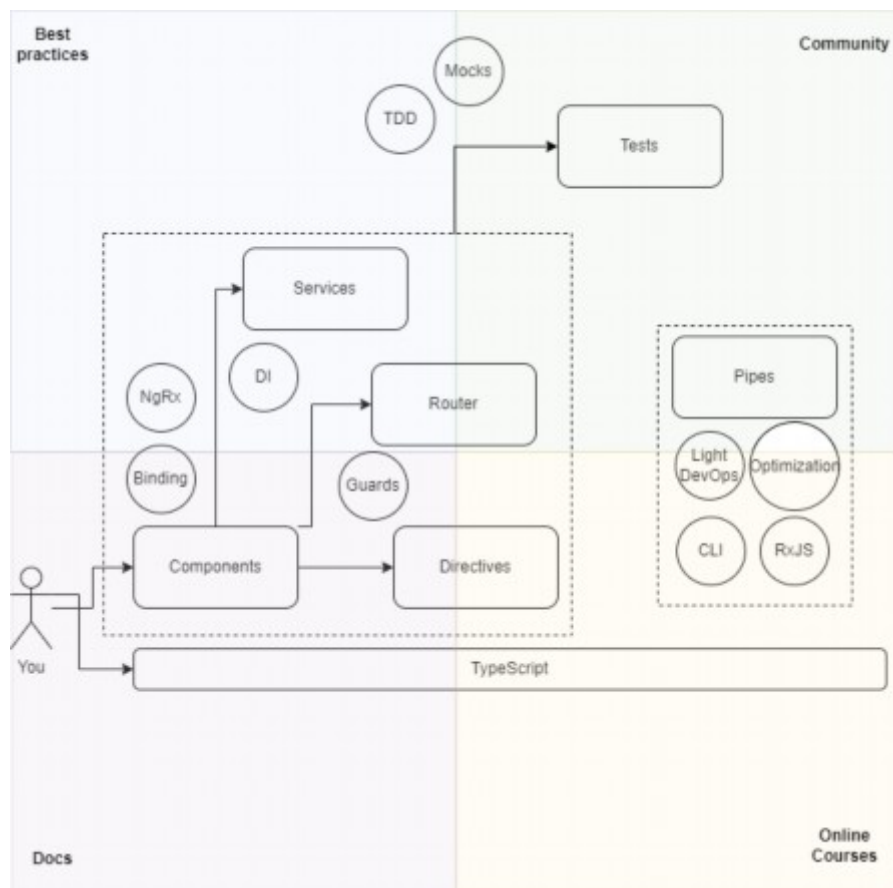 Best
practices
Community
Mocks
TDD
Tests
Services
DI
NgRx
Router
Pipes
Binding
Guards
Light
DevOps
Optimization
Components
Directives
CLI
RxJS
You
TypeScript
Docs
Online
Courses